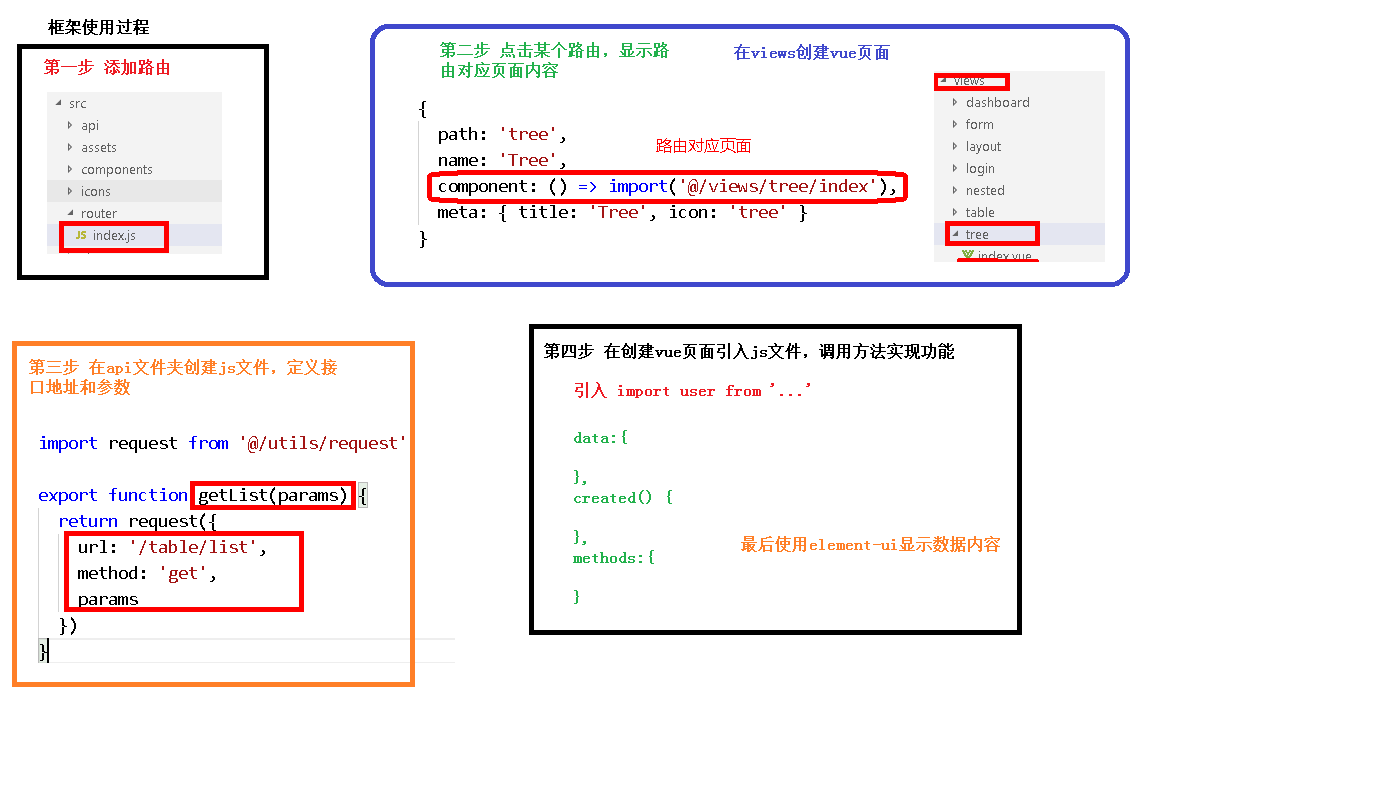 框架使用过程
第一步 添加路由
src
api
assets
components
icons
router
JS index.js
第二步 点击某个路由，显示路
由对应页面内容
在views创建vue页面
{
path: 'tree',
name: 'Tree',
路由对应页面
component: () => import('@/views/tree/index'),
meta: { title: 'Tree', icon: 'tree' }
}
views
dashboard
form
layout
login
nested
table
tree
index.vue
第三步 在api文件夹创建js文件，定义接
口地址和参数
import request from '@/utils/request'
export function getList(params) {
return request({
url: '/table/list',
method: 'get',
params
})
}
第四步 在创建vue页面引入js文件，调用方法实现功能
引入 import user from '...'
data:{
},
created() {
},
methods:{
}
最后使用element-ui显示数据内容